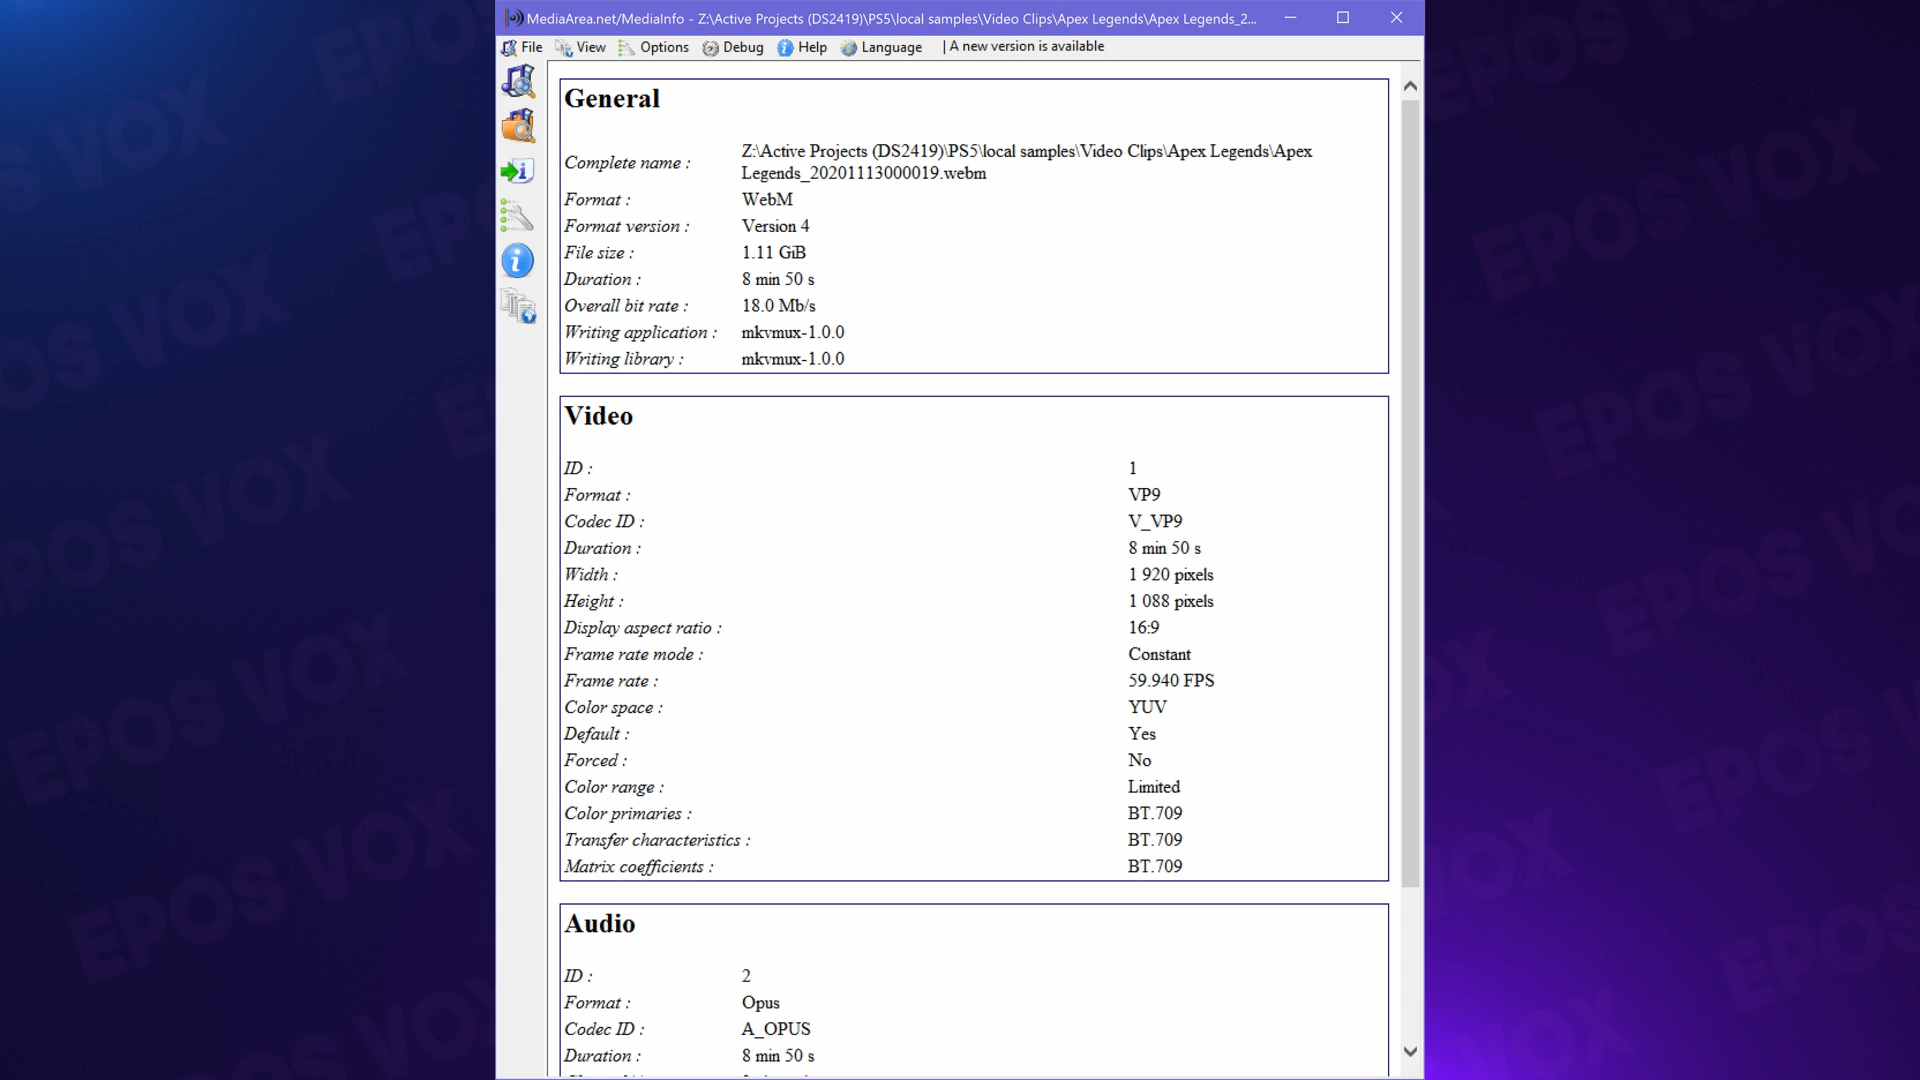 MediaArea.net/MediaInfo - Z:\Active Projects (DS2419)\PS5\local samples\Video Clips\Apex Legends\Apex Legends_2...
File View Options Debug Help Language | A new version is available
General
Complete name : Z:\Active Projects (DS2419)\PS5\local samples\Video Clips\Apex Legends\Apex
Legends_20201113000019.webm
Format : WebM
Format version : Version 4
File size : 1.11 GiB
Duration : 8 min 50 s
Overall bit rate : 18.0 Mb/s
Writing application : mkvmux-1.0.0
Writing library : mkvmux-1.0.0
Video
ID : 1
Format : VP9
Codec ID : V_VP9
Duration : 8 min 50 s
Width : 1 920 pixels
Height : 1 088 pixels
Display aspect ratio : 16:9
Frame rate mode : Constant
Frame rate : 59.940 FPS
Color space : YUV
Default : Yes
Forced : No
Color range : Limited
Color primaries : BT.709
Transfer characteristics : BT.709
Matrix coefficients : BT.709
Audio
ID : 2
Format : Opus
Codec ID : A_OPUS
Duration : 8 min 50 s
EPOS VOX